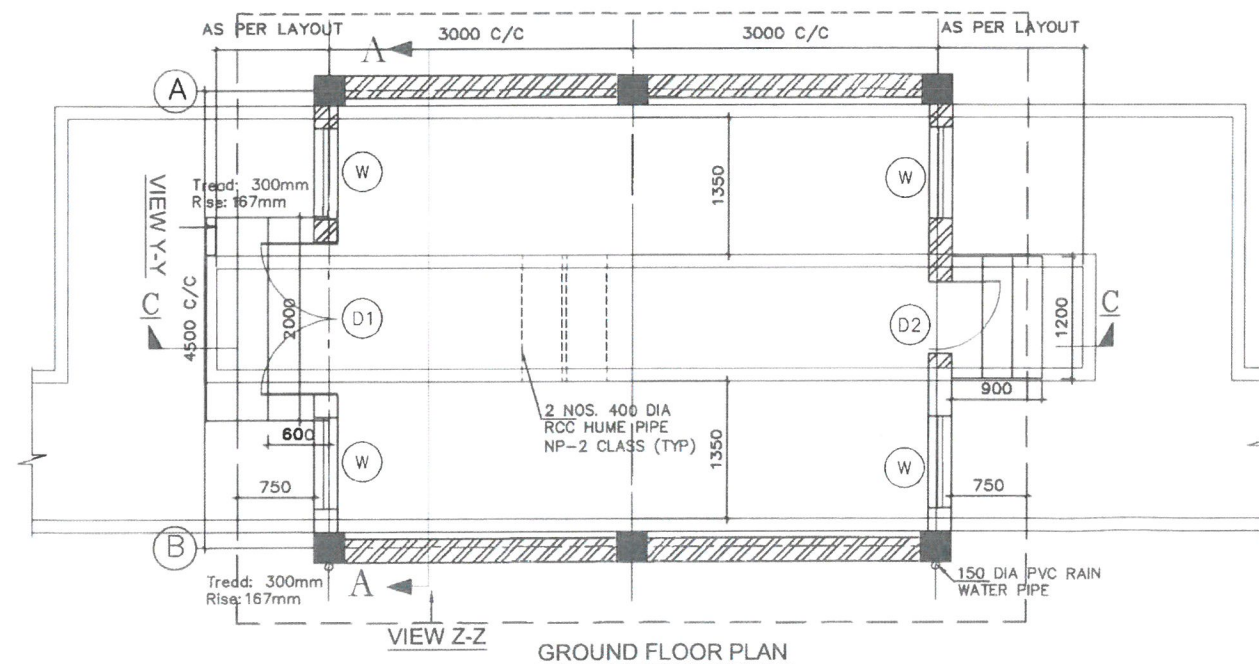 AS PER LAYOUT
A
3000 C/C
3000 C/C
AS PER LAYOUT
A
1350
W
W
Tread: 300mm
Rise:167mm
VIEW Y-Y
C
4500 C/C
2000
D1
D2
1200
C
900
2 NOS. 400 DIA
RCC HUME PIPE
NP-2 CLASS (TYP)
600
1350
W
W
750
750
B
Tread: 300mm
Rise:167mm
A
150 DIA PVC RAIN
WATER PIPE
VIEW Z-Z
GROUND FLOOR PLAN